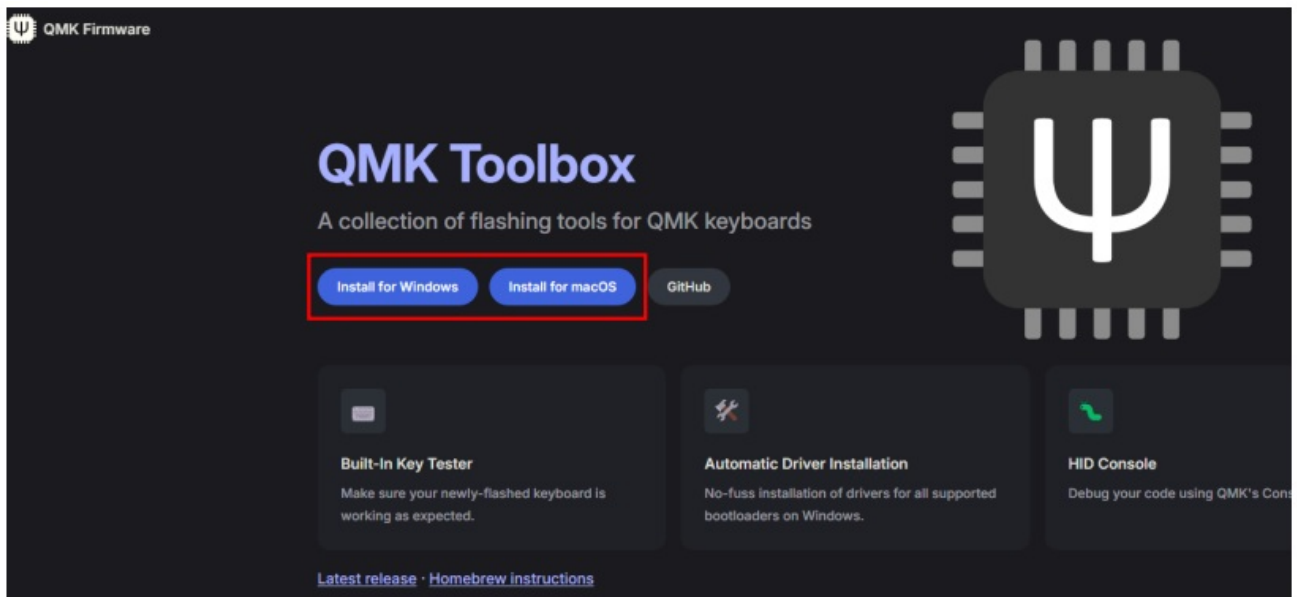 QMK Firmware
QMK Toolbox
A collection of flashing tools for QMK keyboards
Install for Windows
Install for macOS
GitHub
Built-In Key Tester
Make sure your newly-flashed keyboard is
working as expected.
Automatic Driver Installation
No-fuss installation of drivers for all supported
bootloaders on Windows.
HID Console
Debug your code using QMK's Cons
Latest release · Homebrew instructions